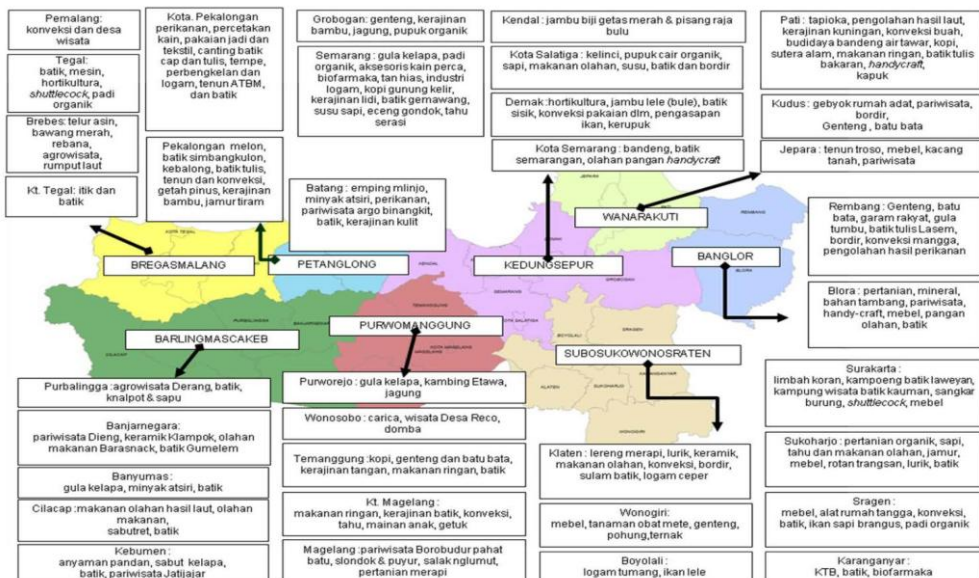 Pemalang:
konveksi dan desa
wisata
Tegal:
batik, mesin,
hortikultura,
shuttlecock, padi
organik
Brebes: telur asin,
bawang merah,
rebana,
agrowisata,
rumput laut
Kt. Tegal: itik dan
batik
Kota. Pekalongan
perikanan, percetakan
kain, pakaian jadi dan
tekstil, canting batik
cap dan tulis, tempe,
perbengkelan dan
logam, tenun ATBM,
dan batik
Pekalongan melon,
batik simbangkulon,
kebalong, batik tulis,
tenun dan konveksi,
getah pinus, kerajinan
bambu, jamur tiram
Grobogan: genteng, kerajinan
bambu, jagung, pupuk organik
Semarang: gula kelapa, padi
organik, aksesoris kain perca,
biofarmaka, tan hias, industri
logam, kopi gunung kelir,
kerajinan lidi, batik gemawang,
susu sapi, eceng gondok, tahu
serasi
Batang : emping mlinjo,
minyak atsiri, perikanan,
pariwisata argo binangkit,
batik, kerajinan kulit
Kendal : jambu biji getas merah & pisang raja
bulu
Kota Salatiga : kelinci, pupuk cair organik,
sapi, makanan olahan, susu, batik dan bordir
Demak : hortikultura, jambu lele (bule), batik
sisik, konveksi pakaian dlm, pengasapan
ikan, kerupuk
Kota Semarang : bandeng, batik
semarangan, olahan pangan handycraft
Pati : tapioka, pengolahan hasil laut,
kerajinan kuningan, konveksi buah,
budidaya bandeng air tawar, kopi,
sutera alam, makanan ringan, batik tulis
bakaran, handycraft,
kapuk
Kudus: gebyok rumah adat, pariwisata,
bordir,
Genteng , batu bata
Jepara : tenun troso, mebel, kacang
tanah, pariwisata
Rembang : Genteng, batu
bata, garam rakyat, gula
tumbu, batik tulis Lasem,
bordir, konveksi mangga,
pengolahan hasil perikanan
Blora : pertanian, mineral,
bahan tambang, pariwisata,
handy-craft, mebel, pangan
olahan, batik
BREGASMALANG
PETANGLONG
KEDUNGSEPUR
WANARAKUTI
BANGLOR
BARLINGMASCAKEB
PURWOMANGGUNG
SUBOSUKOWONOSRATEN
KOTA TEGAL
JEPARA
REMBANG
BLORA
KENDAL
SEMARANG
GROBOGAN
PURBALINGGA
CILACAP
TEMANGGUNG
KOTA SALATIGA
BOYOLALI
SRAGEN
KLATEN
SUKOHARJO
WONOGIRI
Purbalingga : agrowisata Derang, batik,
knalpot & sapu
Banjarnegara:
pariwisata Dieng, keramik Klampok, olahan
makanan Barasnack, batik Gumelem
Banyumas:
gula kelapa, minyak atsiri, batik
Cilacap :makanan olahan hasil laut, olahan
makanan,
sabutret, batik
Kebumen :
anyaman pandan, sabut kelapa,
batik, pariwisata Jatijajar
Purworejo : gula kelapa, kambing Etawa,
jagung
Wonosobo : carica, wisata Desa Reco,
domba
Temanggung : kopi, genteng dan batu bata,
kerajinan tangan, makanan ringan, batik
Kt. Magelang :
makanan ringan, kerajinan batik, konveksi,
tahu, mainan anak, getuk
Magelang :pariwisata Borobudur pahat
batu, slondok & puyur, salak nglumut,
pertanian merapi
Klaten : lereng merapi, lurik, keramik,
makanan olahan, konveksi, bordir,
sulam batik, logam ceper
Wonogiri :
mebel, tanaman obat mete, genteng,
pohung,ternak
Boyolali :
logam tumang, ikan lele
Surakarta :
limbah koran, kampoeng batik laweyan,
kampung wisata batik kauman, sangkar
burung, shuttlecock, mebel
Sukoharjo : pertanian organik, sapi,
tahu dan makanan olahan, jamur,
mebel, rotan trangsan, lurik, batik
Sragen :
mebel, alat rumah tangga, konveksi,
batik, ikan sapi brangus, padi organik
Karanganyar :
KTB, batik, biofarmaka